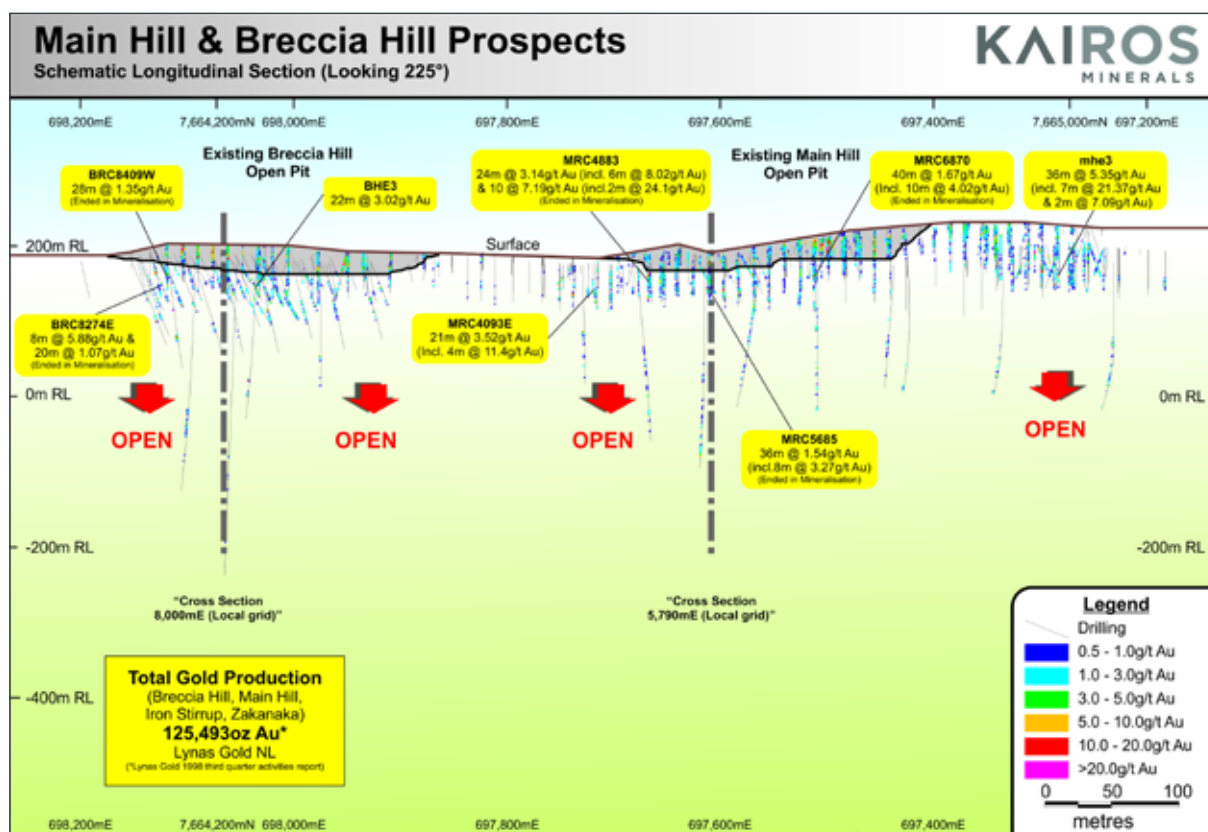 Main Hill & Breccia Hill Prospects
Schematic Longitudinal Section (Looking 225°)
KAIROS
MINERALS
698,200mE
7,664,200mN
698,000mE
697,800mE
697,600mE
697,400mE
7,665,000mN
697,200mE
BRC8409W
28m @ 1.35g/t Au
(Ended in Mineralisation)
Existing Breccia Hill
Open Pit
BHE3
22m @ 3.02g/t Au
MRC4883
24m @ 3.14g/t Au (incl. 6m @ 8.02g/t Au)
& 10 @ 7.19g/t Au (incl.2m @ 24.1g/t Au)
(Ended in Mineralisation)
Existing Main Hill
Open Pit
MRC6870
40m @ 1.67g/t Au
(Incl. 10m @ 4.02g/t Au)
(Ended in Mineralisation)
mhe3
36m @ 5.35g/t Au
(incl. 7m @ 21.37g/t Au
& 2m @ 7.09g/t Au)
200m RL
Surface
200m RL
BRC8274E
8m @ 5.88g/t Au &
20m @ 1.07g/t Au
(Ended in Mineralisation)
MRC4093E
21m @ 3.52g/t Au
(Incl. 4m @ 11.4g/t Au)
0m RL
0m RL
OPEN
OPEN
OPEN
OPEN
MRC5685
36m @ 1.54g/t Au
(incl.8m @ 3.27g/t Au)
(Ended in Mineralisation)
-200m RL
-200m RL
"Cross Section
8,000mE (Local grid)"
"Cross Section
5,790mE (Local grid)"
Total Gold Production
(Breccia Hill, Main Hill,
Iron Stirrup, Zakanaka)
125,493oz Au*
Lynas Gold NL
(*Lynas Gold 1998 third quarter activities report)
-400m RL
Legend
Drilling
0.5 - 1.0g/t Au
1.0 - 3.0g/t Au
3.0 - 5.0g/t Au
5.0 - 10.0g/t Au
10.0 - 20.0g/t Au
>20.0g/t Au
0 50 100
metres
698,200mE
7,664,200mN
698,000mE
697,800mE
697,600mE
697,400mE